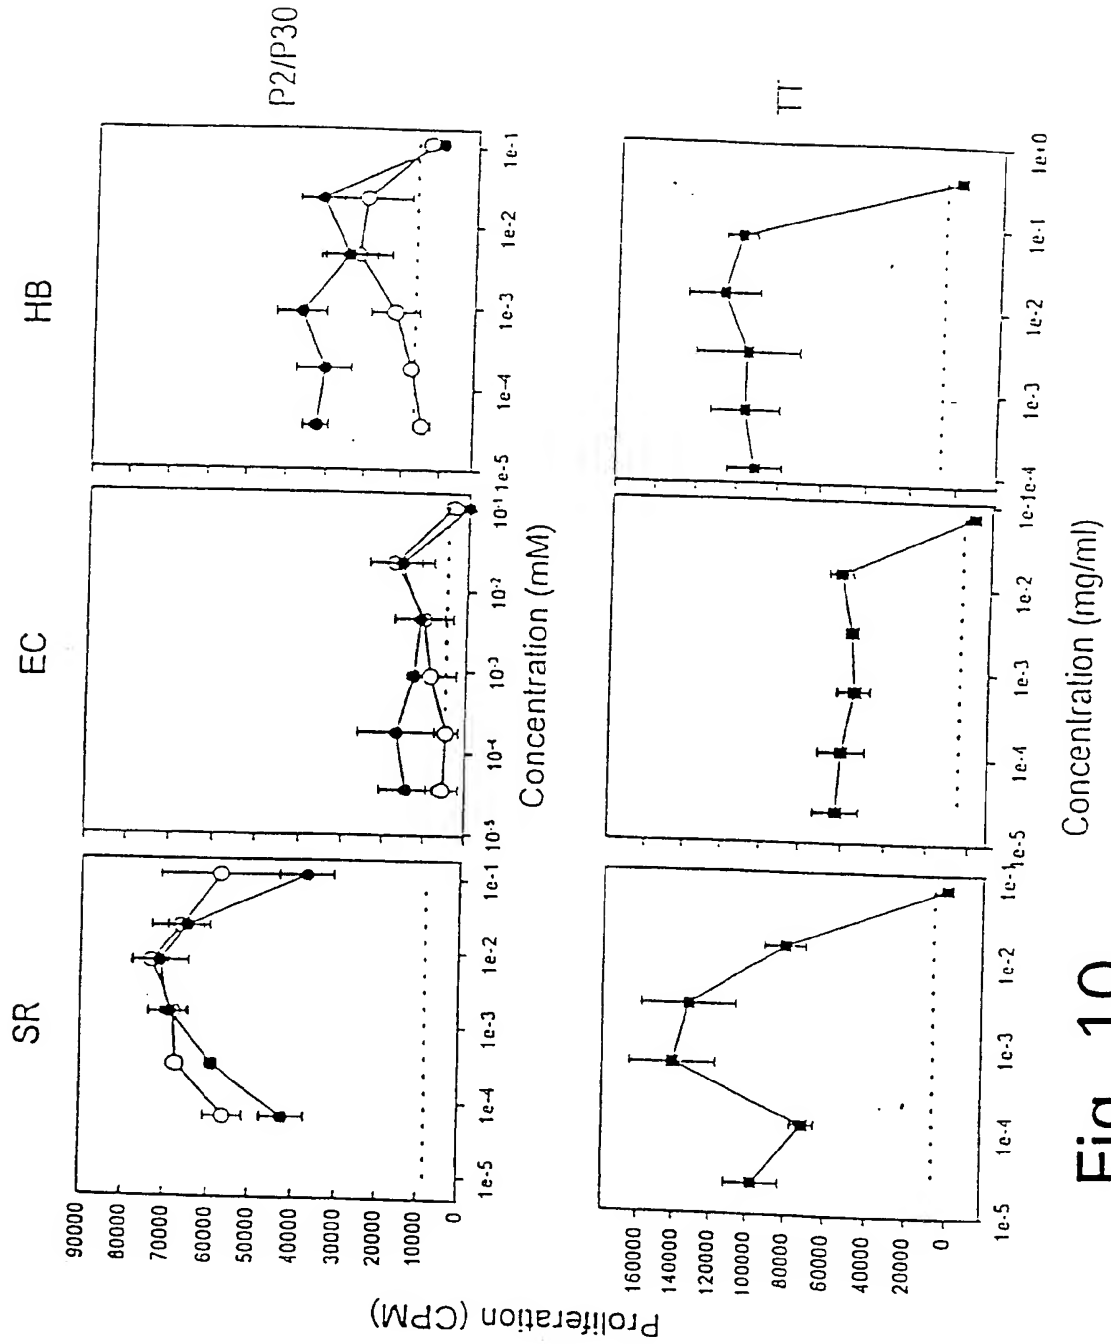 SR
EC
HB
P2/P30
Proliferation (CPM)
90000
80000
70000
60000
50000
40000
30000
20000
10000
0
1e-5
1e-4
1e-3
1e-2
1e-1
10-5
10-4
10-3
10-2
10-1
1e-5
1e-4
1e-3
1e-2
1e-1
Concentration (mM)
TT
160000
140000
120000
100000
80000
60000
40000
20000
0
1e-5
1e-4
1e-3
1e-2
1e-1
1e-5
1e-4
1e-3
1e-2
1e-1
1e-4
1e-3
1e-2
1e-1
1e+0
Concentration (mg/ml)
Fig. 10